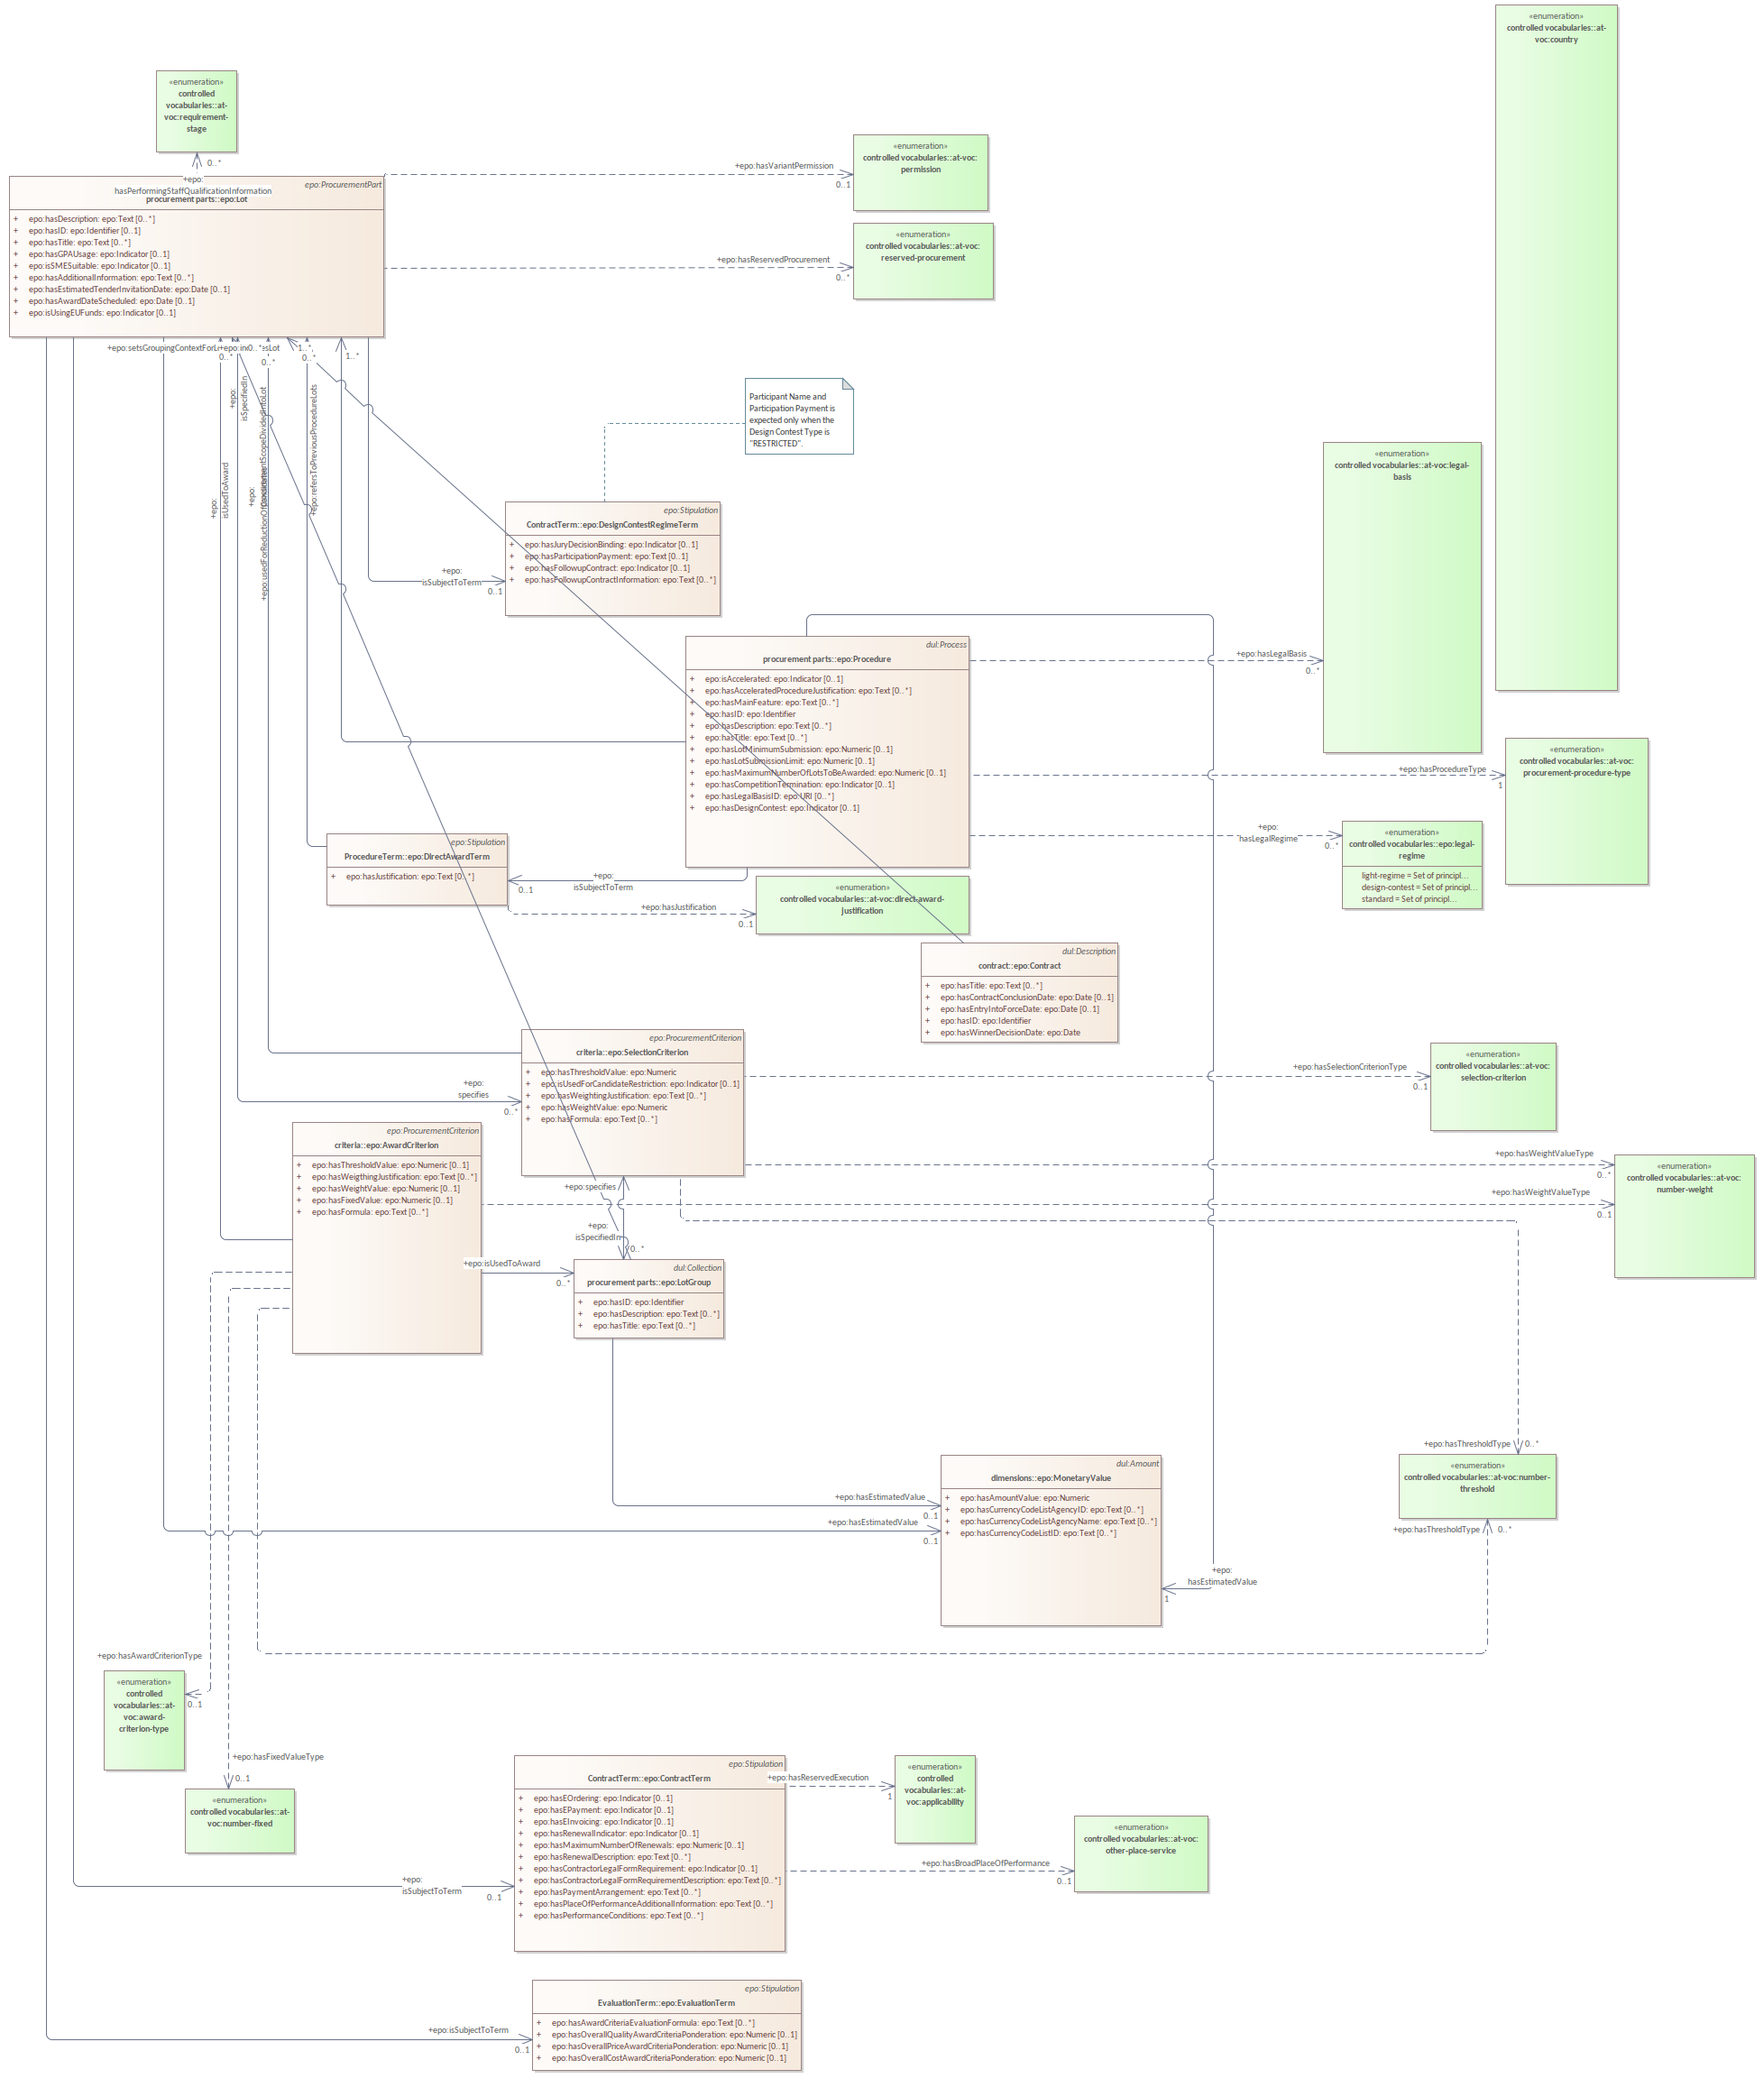 «enumeration»
controlled vocabularies::at-
voc:country
«enumeration»
controlled
vocabularies::at-
voc:requirement-
stage
0..*
+epo:
hasPerformingStaffQualificationInformation
epo:ProcurementPart
procurement parts::epo:Lot
+ epo:hasDescription: epo:Text [0..*]
+ epo:hasID: epo:Identifier [0..1]
+ epo:hasTitle: epo:Text [0..*]
+ epo:hasGPAUsage: epo:Indicator [0..1]
+ epo:isSMESuitable: epo:Indicator [0..1]
+ epo:hasAdditionalInformation: epo:Text [0..*]
+ epo:hasEstimatedTenderInvitationDate: epo:Date [0..1]
+ epo:hasAwardDateScheduled: epo:Date [0..1]
+ epo:isUsingEUFunds: epo:Indicator [0..1]
+epo:hasVariantPermission
0..1
«enumeration»
controlled vocabularies::at-voc:
permission
+epo:hasReservedProcurement
0..*
«enumeration»
controlled vocabularies::at-voc:
reserved-procurement
+epo:setsGroupingContextForL
0..*
0..*
1..*
0..*
1..*
+epo:
isSpecifiedIn
+epo:
isUsedToAward
+epo:refersToPreviousProcedureLots
Participant Name and
Participation Payment is
expected only when the
Design Contest Type is
"RESTRICTED".
epo:Stipulation
ContractTerm::epo:DesignContestRegimeTerm
+ epo:hasJuryDecisionBinding: epo:Indicator [0..1]
+ epo:hasParticipationPayment: epo:Text [0..1]
+ epo:hasFollowupContract: epo:Indicator [0..1]
+ epo:hasFollowupContractInformation: epo:Text [0..*]
+epo:
isSubjectToTerm
0..1
dul:Process
procurement parts::epo:Procedure
+ epo:isAccelerated: epo:Indicator [0..1]
+ epo:hasAcceleratedProcedureJustification: epo:Text [0..*]
+ epo:hasMainFeature: epo:Text [0..*]
+ epo:hasID: epo:Identifier
+ epo:hasDescription: epo:Text [0..*]
+ epo:hasTitle: epo:Text [0..*]
+ epo:hasLotMinimumSubmission: epo:Numeric [0..1]
+ epo:hasLotSubmissionLimit: epo:Numeric [0..1]
+ epo:hasMaximumNumberOfLotsToBeAwarded: epo:Numeric [0..1]
+ epo:hasCompetitionTermination: epo:Indicator [0..1]
+ epo:hasLegalBasisID: epo:URI [0..*]
+ epo:hasDesignContest: epo:Indicator [0..1]
+epo:hasLegalBasis
0..*
«enumeration»
controlled vocabularies::at-voc:legal-
basis
+epo:hasProcedureType
1
«enumeration»
controlled vocabularies::at-voc:
procurement-procedure-type
+epo:
hasLegalRegime
0..*
«enumeration»
controlled vocabularies::epo:legal-
regime
light-regime = Set of principl...
design-contest = Set of principl...
standard = Set of principl...
epo:Stipulation
ProcedureTerm::epo:DirectAwardTerm
+ epo:hasJustification: epo:Text [0..*]
+epo:
isSubjectToTerm
0..1
+epo:hasJustification
0..1
«enumeration»
controlled vocabularies::at-voc:direct-award-
justification
dul:Description
contract::epo:Contract
+ epo:hasTitle: epo:Text [0..*]
+ epo:hasContractConclusionDate: epo:Date [0..1]
+ epo:hasEntryIntoForceDate: epo:Date [0..1]
+ epo:hasID: epo:Identifier
+ epo:hasWinnerDecisionDate: epo:Date
epo:ProcurementCriterion
criteria::epo:SelectionCriterion
+ epo:hasThresholdValue: epo:Numeric
+ epo:isUsedForCandidateRestriction: epo:Indicator [0..1]
+ epo:hasWeightingJustification: epo:Text [0..*]
+ epo:hasWeightValue: epo:Numeric
+ epo:hasFormula: epo:Text [0..*]
+epo:
specifies
0..*
+epo:hasSelectionCriterionType
0..1
«enumeration»
controlled vocabularies::at-voc:
selection-criterion
epo:ProcurementCriterion
criteria::epo:AwardCriterion
+ epo:hasThresholdValue: epo:Numeric [0..1]
+ epo:hasWeigthingJustification: epo:Text [0..*]
+ epo:hasWeightValue: epo:Numeric [0..1]
+ epo:hasFixedValue: epo:Numeric [0..1]
+ epo:hasFormula: epo:Text [0..*]
+epo:hasWeightValueType
0..*
+epo:hasWeightValueType
0..1
«enumeration»
controlled vocabularies::at-voc:
number-weight
+epo:specifies
+epo:
isSpecifiedIn
0..*
+epo:isUsedToAward
0..*
dul:Collection
procurement parts::epo:LotGroup
+ epo:hasID: epo:Identifier
+ epo:hasDescription: epo:Text [0..*]
+ epo:hasTitle: epo:Text [0..*]
+epo:hasThresholdType
0..*
«enumeration»
controlled vocabularies::at-voc:number-
threshold
+epo:hasThresholdType
0..*
dul:Amount
dimensions::epo:MonetaryValue
+ epo:hasAmountValue: epo:Numeric
+ epo:hasCurrencyCodeListAgencyID: epo:Text [0..*]
+ epo:hasCurrencyCodeListAgencyName: epo:Text [0..*]
+ epo:hasCurrencyCodeListID: epo:Text [0..*]
+epo:hasEstimatedValue
0..1
+epo:hasEstimatedValue
0..1
+epo:
hasEstimatedValue
1
+epo:hasAwardCriterionType
0..1
«enumeration»
controlled
vocabularies::at-
voc:award-
criterion-type
+epo:hasFixedValueType
0..1
«enumeration»
controlled vocabularies::at-
voc:number-fixed
epo:Stipulation
ContractTerm::epo:ContractTerm
+ epo:hasEOrdering: epo:Indicator [0..1]
+ epo:hasEPayment: epo:Indicator [0..1]
+ epo:hasEInvoicing: epo:Indicator [0..1]
+ epo:hasRenewalIndicator: epo:Indicator [0..1]
+ epo:hasMaximumNumberOfRenewals: epo:Numeric [0..1]
+ epo:hasRenewalDescription: epo:Text [0..*]
+ epo:hasContractorLegalFormRequirement: epo:Indicator [0..1]
+ epo:hasContractorLegalFormRequirementDescription: epo:Text [0..*]
+ epo:hasPaymentArrangement: epo:Text [0..*]
+ epo:hasPlaceOfPerformanceAdditionalInformation: epo:Text [0..*]
+ epo:hasPerformanceConditions: epo:Text [0..*]
+epo:hasReservedExecution
1
«enumeration»
controlled
vocabularies::at-
voc:applicability
+epo:hasBroadPlaceOfPerformance
0..1
«enumeration»
controlled vocabularies::at-voc:
other-place-service
+epo:
isSubjectToTerm
0..1
epo:Stipulation
EvaluationTerm::epo:EvaluationTerm
+ epo:hasAwardCriteriaEvaluationFormula: epo:Text [0..*]
+ epo:hasOverallQualityAwardCriteriaPonderation: epo:Numeric [0..1]
+ epo:hasOverallPriceAwardCriteriaPonderation: epo:Numeric [0..1]
+ epo:hasOverallCostAwardCriteriaPonderation: epo:Numeric [0..1]
+epo:isSubjectToTerm
0..1